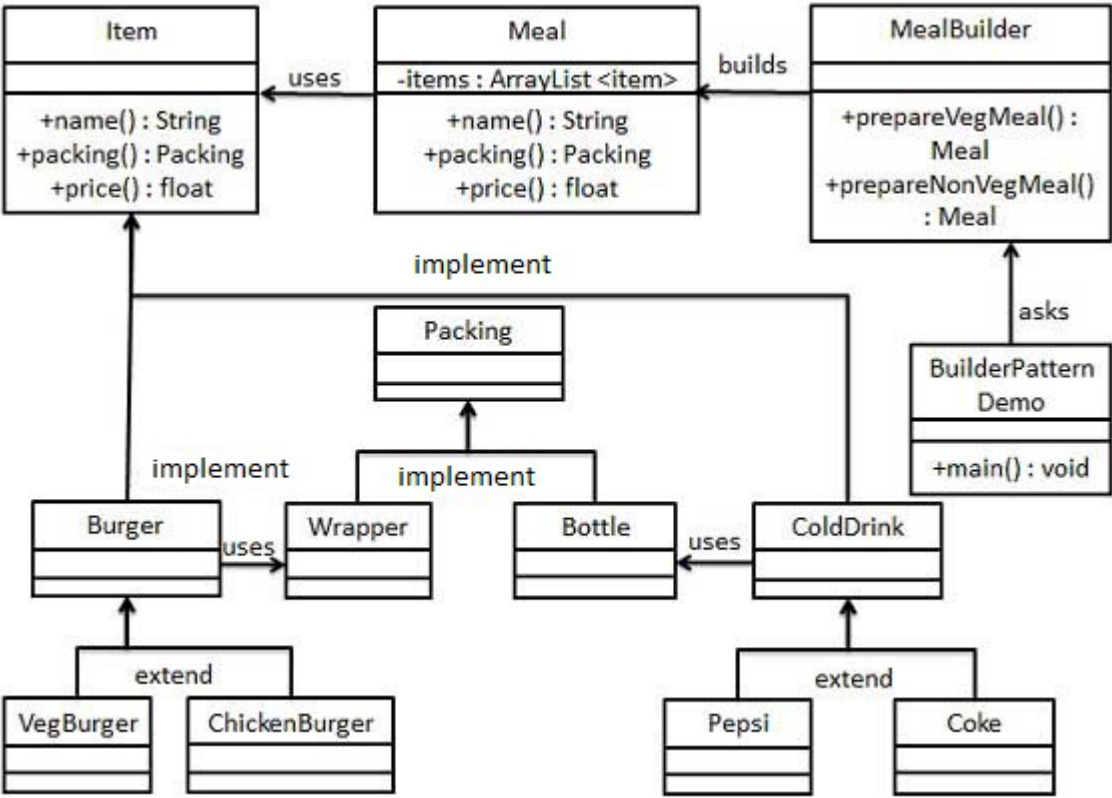 Item
+name() : String
+packing() : Packing
+price() : float
uses
Meal
-items : ArrayList <item>
+name() : String
+packing() : Packing
+price() : float
builds
MealBuilder
+prepareVegMeal() :
Meal
+prepareNonVegMeal()
: Meal
implement
asks
Packing
BuilderPattern
Demo
+main() : void
implement
implement
Burger
uses
Wrapper
Bottle
uses
ColdDrink
extend
extend
VegBurger
ChickenBurger
Pepsi
Coke